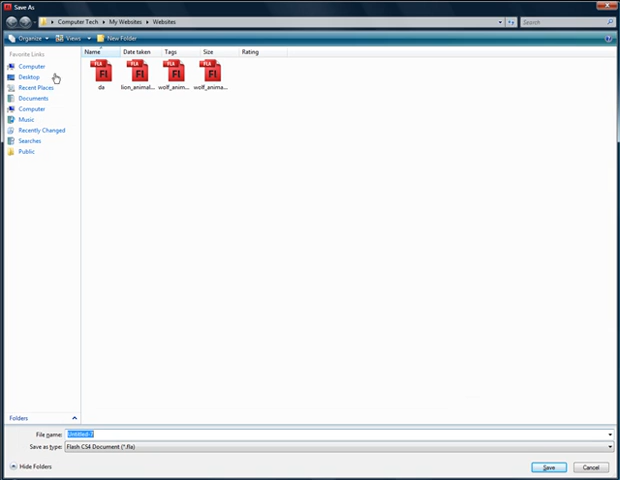 Save As
Computer Tech ▸ My Websites ▸ Websites
Search
Organize Views New Folder
Favorite Links
Name Date taken Tags Size Rating
Computer
Desktop
Recent Places
Documents
Computer
Music
Recently Changed
Searches
Public
FLA FLA FLA FLA
Fl Fl Fl Fl
da lion_animal... wolf_anim... wolf_anima...
Folders
File name: Untitled-7
Save as type: Flash CS4 Document (*.fla)
Hide Folders
Save Cancel